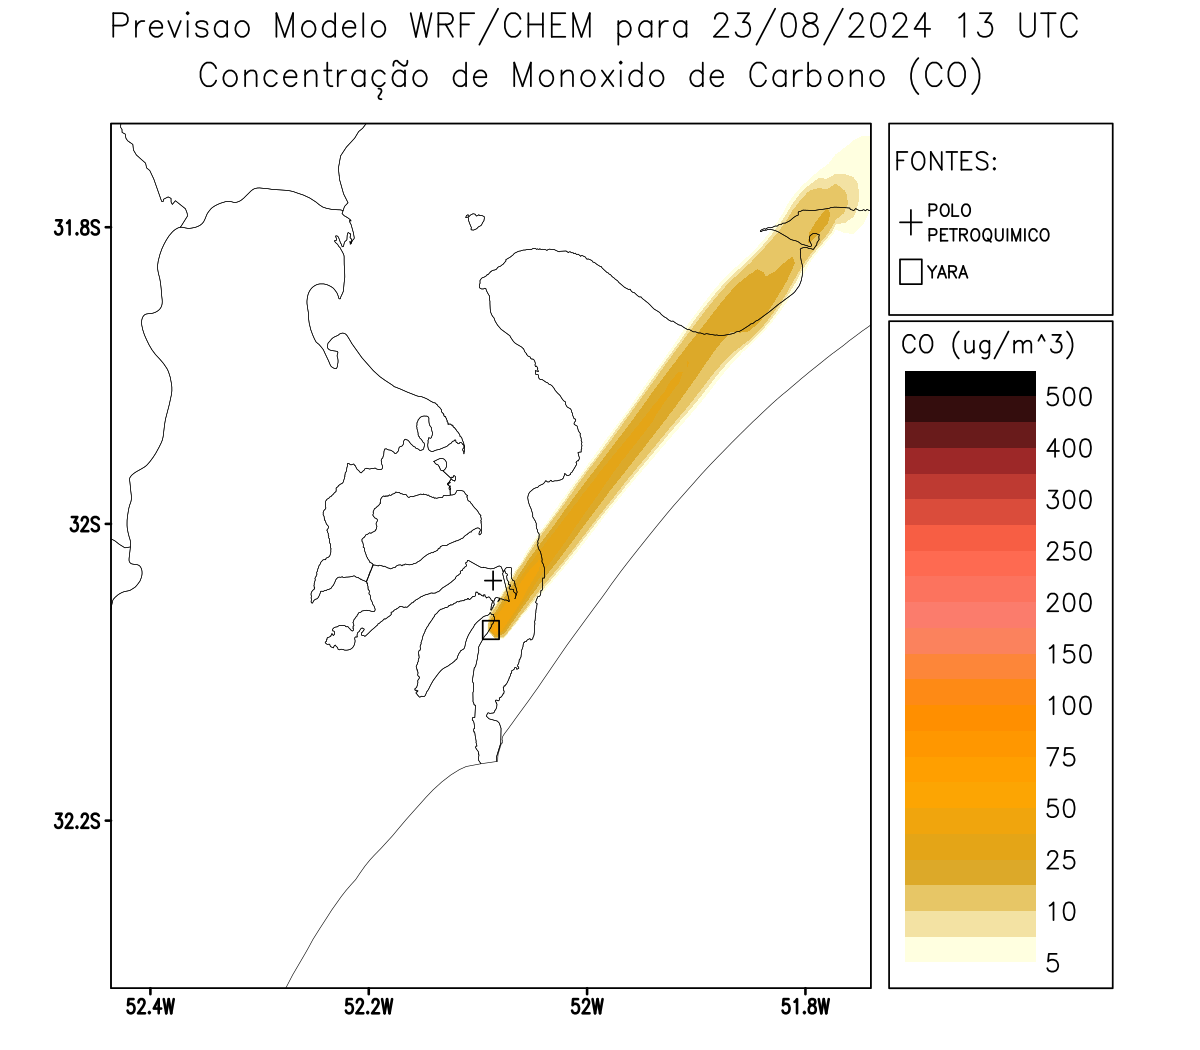 Previsao Modelo WRF/CHEM para 23/08/2024 13 UTC
Concentração de Monoxido de Carbono (CO)
FONTES:
POLO
PETROQUIMICO
YARA
CO (ug/m^3)
500
400
300
250
200
150
100
75
50
25
10
5
31.8S
32S
32.2S
52.4W
52.2W
52W
51.8W